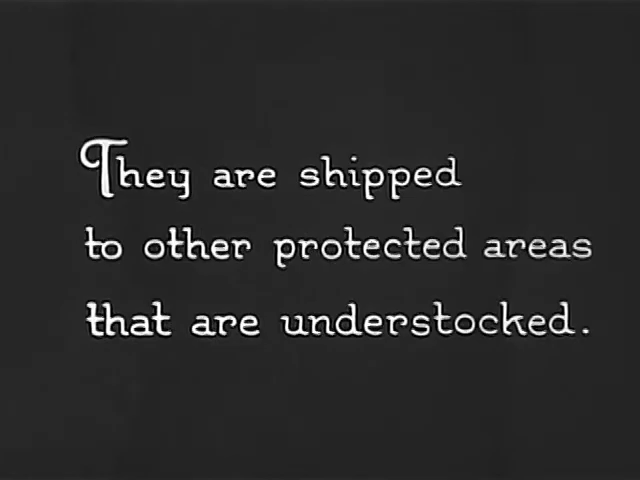 They are shipped
to other protected areas
that are understocked.